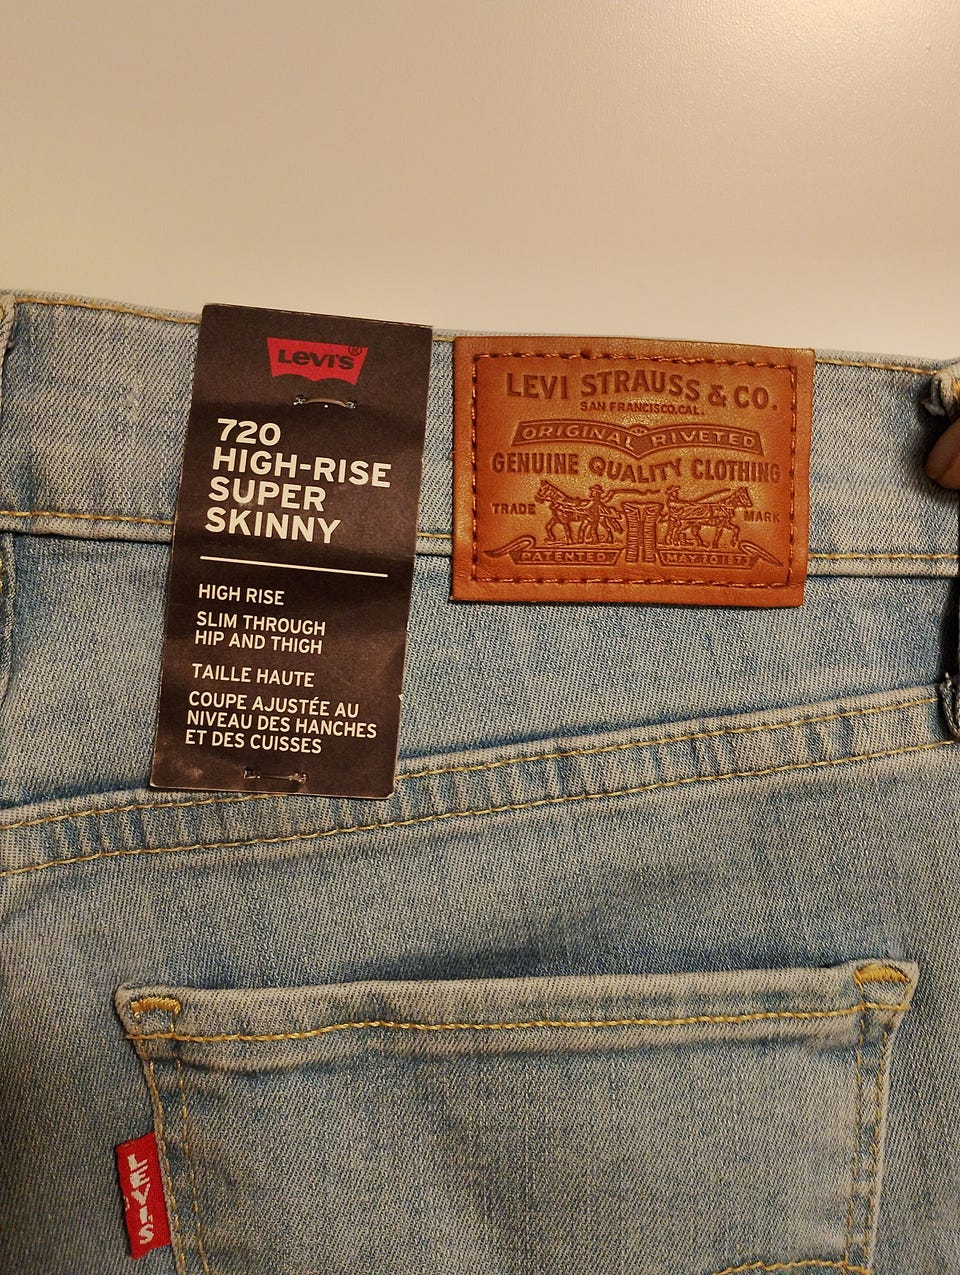 LEVI'S®
720
HIGH-RISE
SUPER
SKINNY
HIGH RISE
SLIM THROUGH
HIP AND THIGH
TAILLE HAUTE
COUPE AJUSTÉE AU
NIVEAU DES HANCHES
ET DES CUISSES
LEVI STRAUSS & CO.
SAN FRANCISCO, CAL.
ORIGINAL RIVETED
GENUINE QUALITY CLOTHING
TRADE MARK
PATENTED MAY 20 1873
LEVI'S